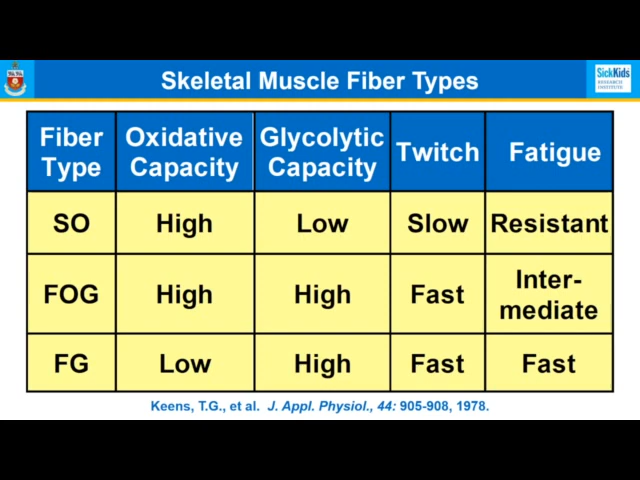 Skeletal Muscle Fiber Types
SickKids
RESEARCH
INSTITUTE
Fiber Type Oxidative Capacity Glycolytic Capacity Twitch Fatigue
SO High Low Slow Resistant
FOG High High Fast Inter-
mediate
FG Low High Fast Fast
Keens, T.G., et al. J. Appl. Physiol., 44: 905-908, 1978.